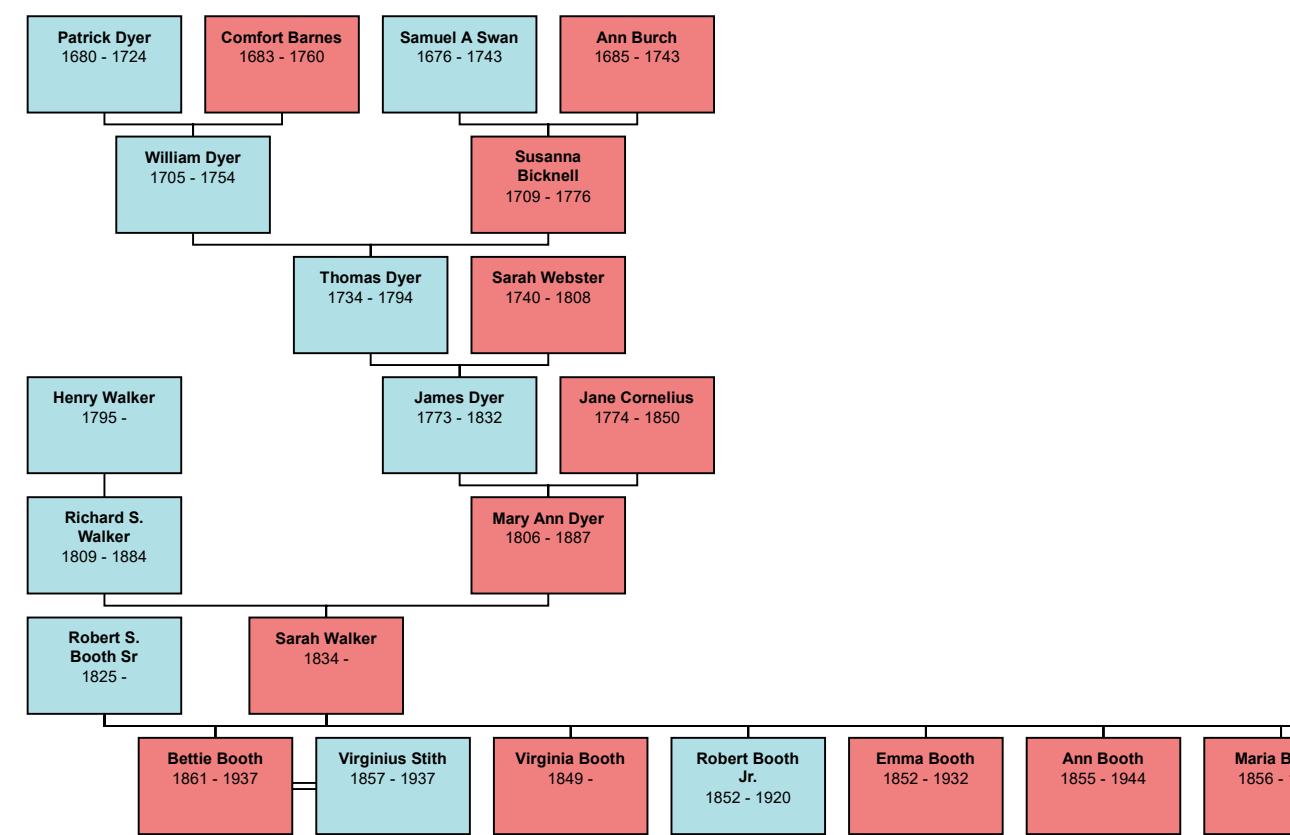 Patrick Dyer
1680 - 1724
Comfort Barnes
1683 - 1760
Samuel A Swan
1676 - 1743
Ann Burch
1685 - 1743
William Dyer
1705 - 1754
Susanna
Bicknell
1709 - 1776
Thomas Dyer
1734 - 1794
Sarah Webster
1740 - 1808
Henry Walker
1795 -
James Dyer
1773 - 1832
Jane Cornelius
1774 - 1850
Richard S.
Walker
1809 - 1884
Mary Ann Dyer
1806 - 1887
Robert S.
Booth Sr
1825 -
Sarah Walker
1834 -
Bettie Booth
1861 - 1937
Virginius Stith
1857 - 1937
Virginia Booth
1849 -
Robert Booth
Jr.
1852 - 1920
Emma Booth
1852 - 1932
Ann Booth
1855 - 1944
Maria B
1856 -